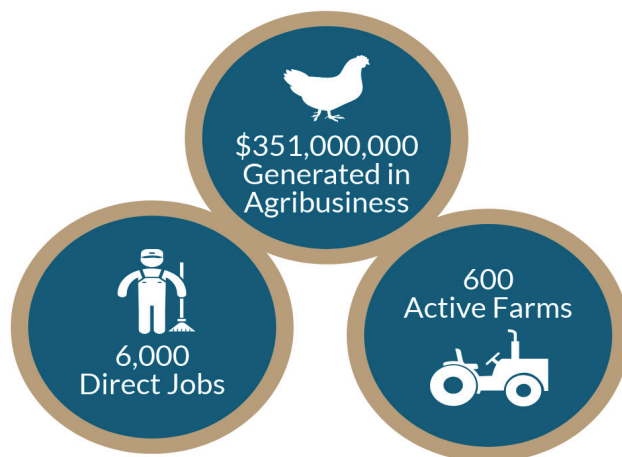 $351,000,000
Generated in
Agribusiness
6,000
Direct Jobs
600
Active Farms